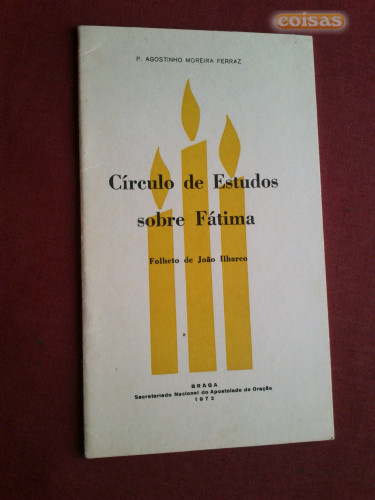 coisas
P. AGOSTINHO MOREIRA FERRAZ
Círculo de Estudos
sobre Fátima
Folheto de João Ilharco
BRAGA
Secretariado Nacional do Apostolado da Oração
1972